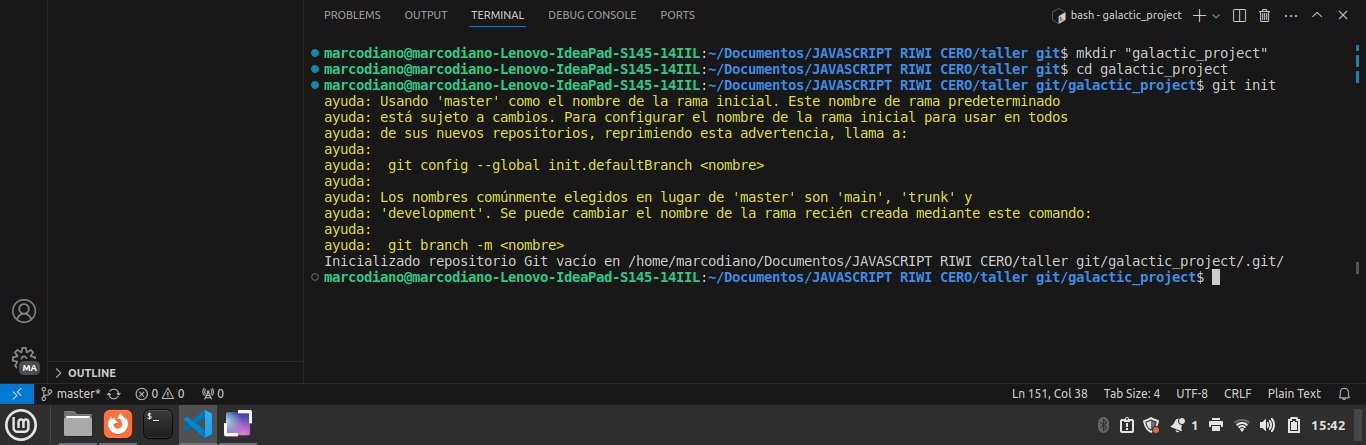 PROBLEMS OUTPUT TERMINAL DEBUG CONSOLE PORTS bash - galactic_project
marcodiano@marcodiano-Lenovo-IdeaPad-S145-14IIL:~/Documentos/JAVASCRIPT RIWI CERO/taller git$ mkdir "galactic_project"
marcodiano@marcodiano-Lenovo-IdeaPad-S145-14IIL:~/Documentos/JAVASCRIPT RIWI CERO/taller git$ cd galactic_project
marcodiano@marcodiano-Lenovo-IdeaPad-S145-14IIL:~/Documentos/JAVASCRIPT RIWI CERO/taller git/galactic_project$ git init
ayuda: Usando 'master' como el nombre de la rama inicial. Este nombre de rama predeterminado
ayuda: está sujeto a cambios. Para configurar el nombre de la rama inicial para usar en todos
ayuda: de sus nuevos repositorios, reprimiendo esta advertencia, llama a:
ayuda:
ayuda:  git config --global init.defaultBranch <nombre>
ayuda:
ayuda: Los nombres comúnmente elegidos en lugar de 'master' son 'main', 'trunk' y
ayuda: 'development'. Se puede cambiar el nombre de la rama recién creada mediante este comando:
ayuda:
ayuda:  git branch -m <nombre>
Inicializado repositorio Git vacío en /home/marcodiano/Documentos/JAVASCRIPT RIWI CERO/taller git/galactic_project/.git/
marcodiano@marcodiano-Lenovo-IdeaPad-S145-14IIL:~/Documentos/JAVASCRIPT RIWI CERO/taller git/galactic_project$
MA
OUTLINE
master* 0 0 0 Ln 151, Col 38 Tab Size: 4 UTF-8 CRLF Plain Text
1 15:42